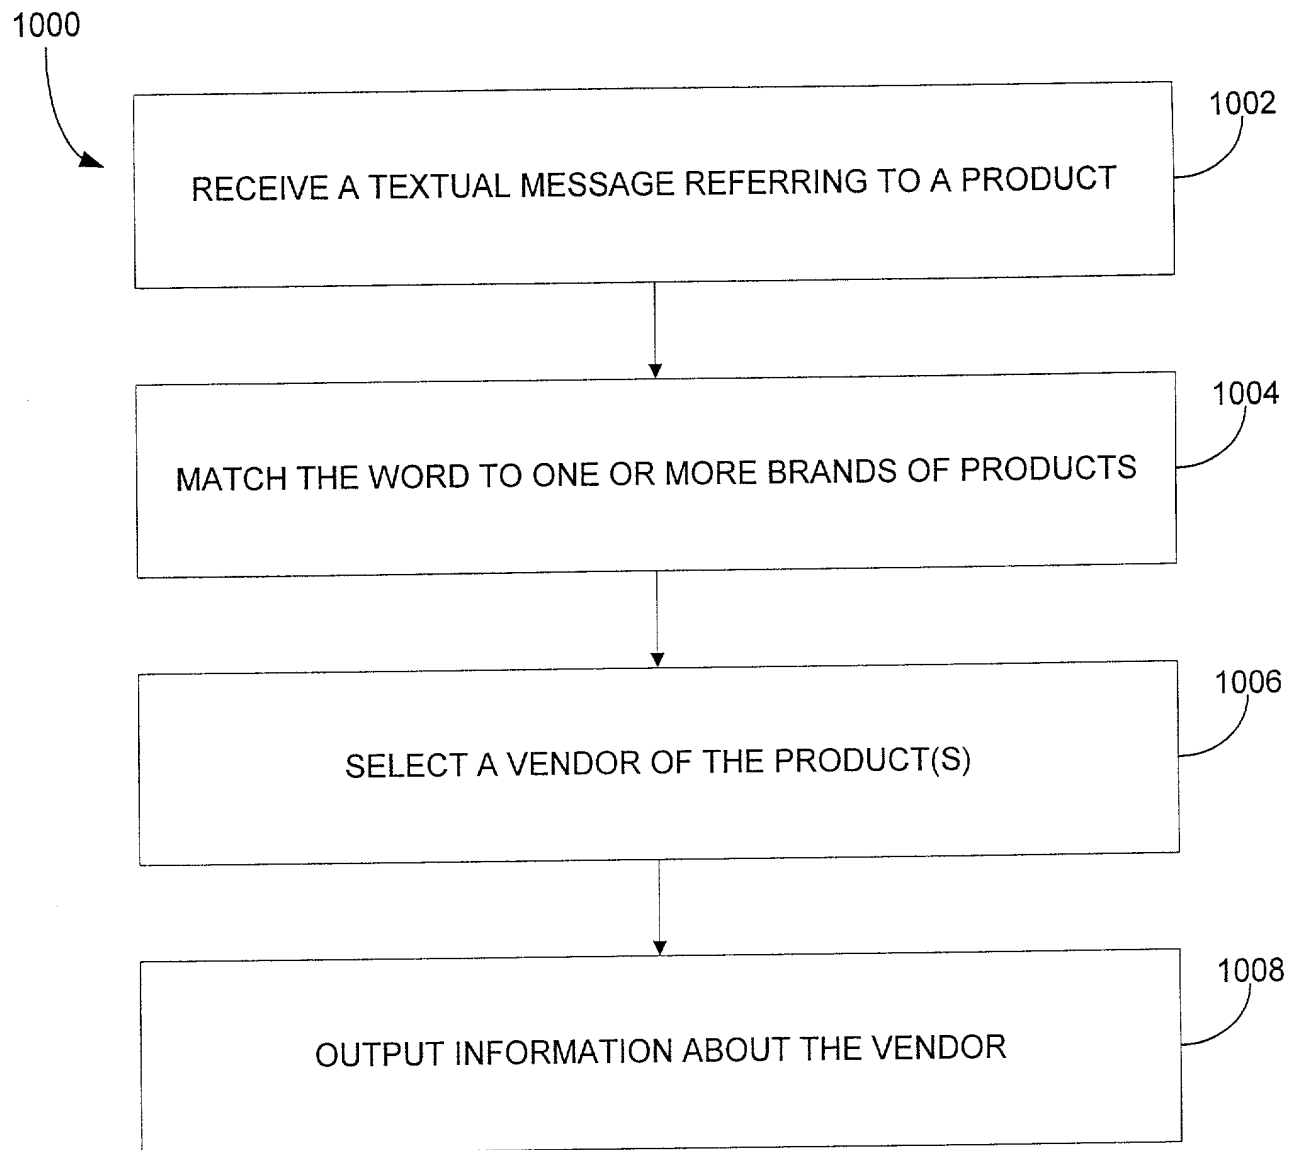 1000
1002
RECEIVE A TEXTUAL MESSAGE REFERRING TO A PRODUCT
1004
MATCH THE WORD TO ONE OR MORE BRANDS OF PRODUCTS
1006
SELECT A VENDOR OF THE PRODUCT(S)
1008
OUTPUT INFORMATION ABOUT THE VENDOR